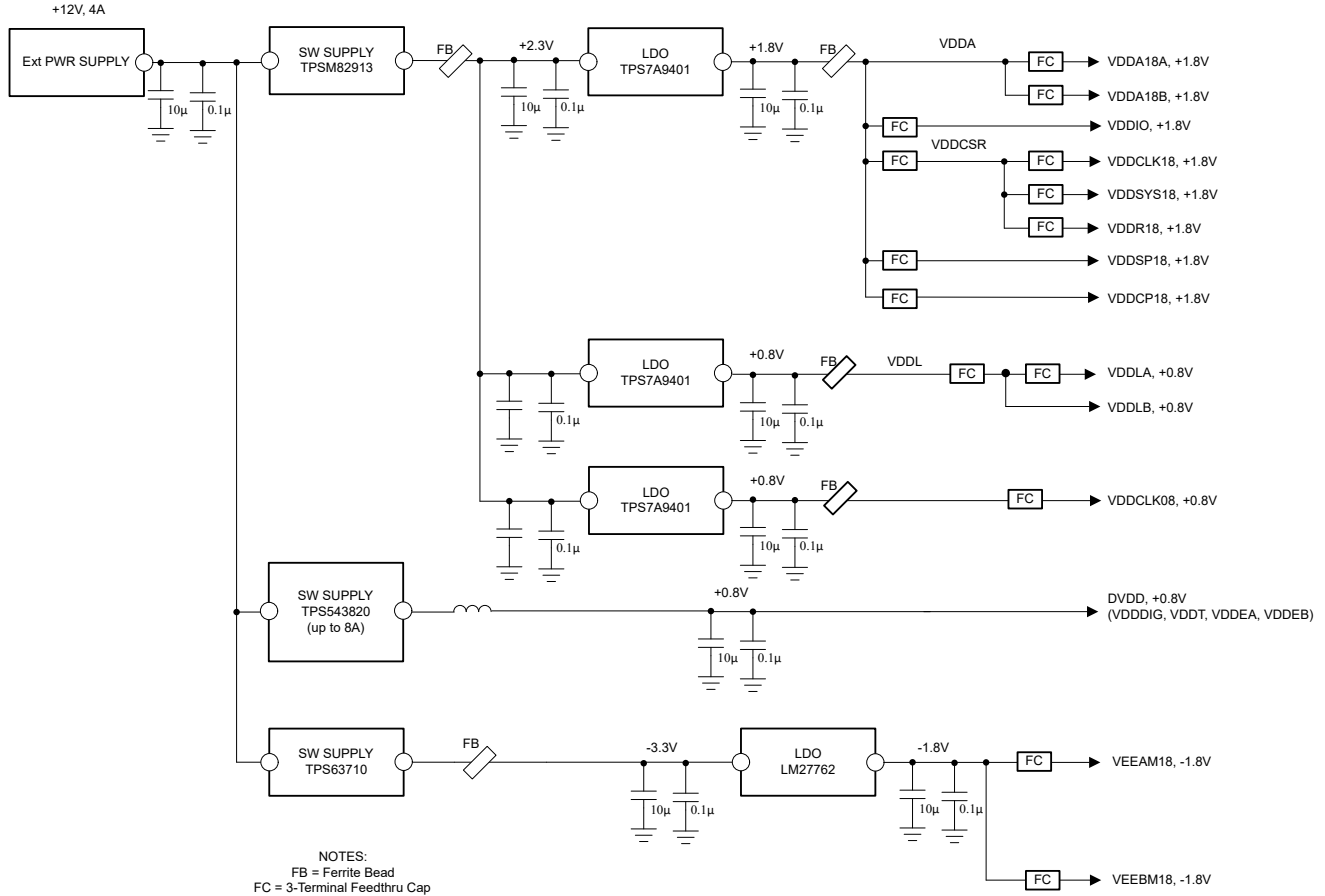 +12V, 4A
Ext PWR SUPPLY
10µ
0.1µ
SW SUPPLY
TPSM82913
FB
+2.3V
10µ
0.1µ
LDO
TPS7A9401
+1.8V
10µ
0.1µ
FB
VDDA
FC
VDDA18A, +1.8V
FC
VDDA18B, +1.8V
FC
VDDIO, +1.8V
FC
VDDCSR
FC
VDDCLK18, +1.8V
FC
VDDSYS18, +1.8V
FC
VDDR18, +1.8V
FC
VDDSP18, +1.8V
FC
VDDCP18, +1.8V
0.1µ
LDO
TPS7A9401
+0.8V
10µ
0.1µ
FB
VDDL
FC
FC
VDDLA, +0.8V
VDDLB, +0.8V
0.1µ
LDO
TPS7A9401
+0.8V
10µ
0.1µ
FB
FC
VDDCLK08, +0.8V
SW SUPPLY
TPS543820
(up to 8A)
+0.8V
10µ
0.1µ
DVDD, +0.8V
(VDDDIG, VDDT, VDDEA, VDDEB)
SW SUPPLY
TPS63710
FB
-3.3V
10µ
0.1µ
LDO
LM27762
-1.8V
10µ
0.1µ
FC
VEEAM18, -1.8V
FC
VEEBM18, -1.8V
NOTES:
FB = Ferrite Bead
FC = 3-Terminal Feedthru Cap